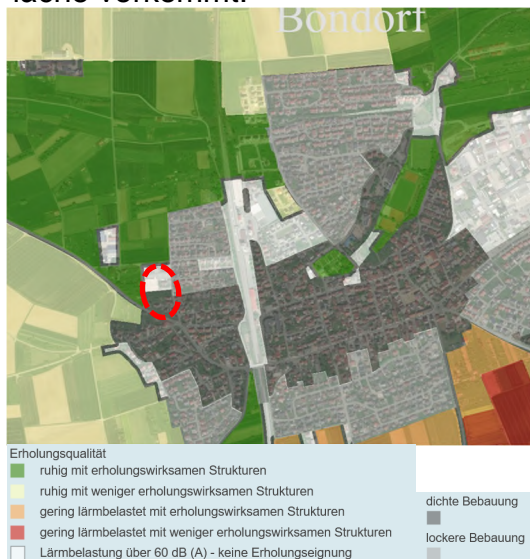 Bondorf
Erholungsqualität
ruhig mit erholungswirksamen Strukturen
ruhig mit weniger erholungswirksamen Strukturen
gering lärmbelastet mit erholungswirksamen Strukturen
gering lärmbelastet mit weniger erholungswirksamen Strukturen
Lärmbelastung über 60 dB (A) - keine Erholungseignung
dichte Bebauung
lockere Bebauung